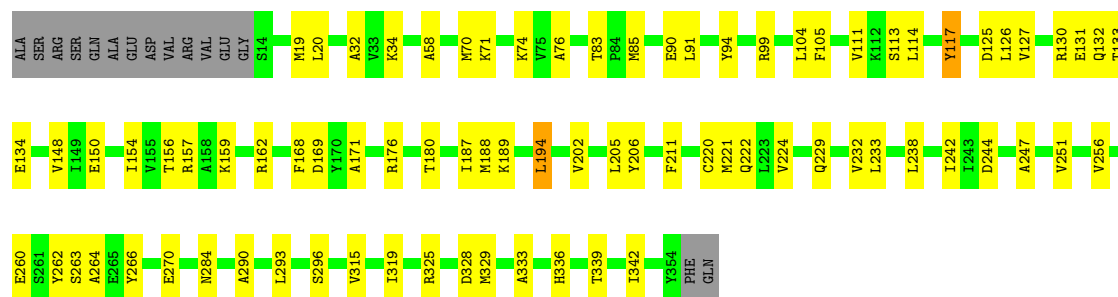 ALA SER ARG SER GLN ALA GLU ASP VAL ARG VAL GLU GLY S14 M19 L20 A32 V33 K34 A58 M70 K71 K74 V75 A76 T83 P84 M85 E90 L91 Y94 R99 L104 F105 V111 K112 S113 L114 Y117 D125 L126 V127 R130 E131 Q132 T133
E134 V148 I149 E150 I154 V155 T156 R157 A158 K159 R162 F168 D169 Y170 A171 R176 T180 I187 M188 K189 L194 V202 L205 Y206 F211 C220 M221 Q222 L223 V224 Q229 V232 L233 L238 I242 I243 D244 A247 V251 V256
E260 S261 Y262 S263 A264 E265 Y266 E270 N284 A290 L293 S296 V315 I319 R325 D328 M329 A333 H336 T339 I342 Y354 PHE GLN